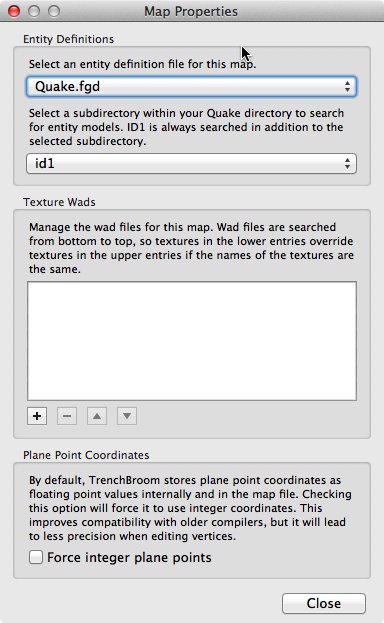 Map Properties
Entity Definitions
Select an entity definition file for this map.
Quake.fgd
Select a subdirectory within your Quake directory to search
for entity models. ID1 is always searched in addition to the
selected subdirectory.
id1
Texture Wads
Manage the wad files for this map. Wad files are searched
from bottom to top, so textures in the lower entries override
textures in the upper entries if the names of the textures are
the same.
Plane Point Coordinates
By default, TrenchBroom stores plane point coordinates as
floating point values internally and in the map file. Checking
this option will force it to use integer coordinates. This
improves compatibility with older compilers, but it will lead
to less precision when editing vertices.
Force integer plane points
Close